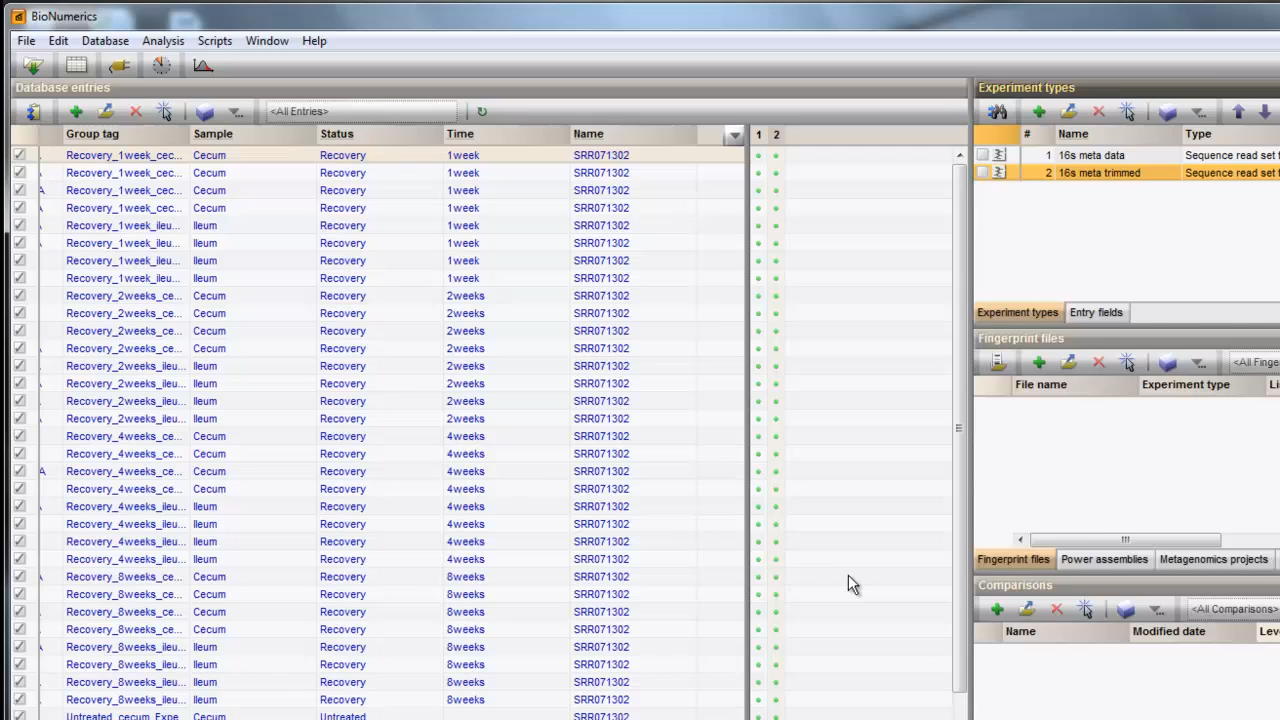 BioNumerics
File Edit Database Analysis Scripts Window Help
Database entries
<All Entries>
Group tag Sample Status Time Name 1 2
Recovery_1week_cec... Cecum Recovery 1week SRR071302
Recovery_1week_cec... Cecum Recovery 1week SRR071302
A Recovery_1week_cec... Cecum Recovery 1week SRR071302
Recovery_1week_cec... Cecum Recovery 1week SRR071302
Recovery_1week_ileu... Ileum Recovery 1week SRR071302
Recovery_1week_ileu... Ileum Recovery 1week SRR071302
Recovery_1week_ileu... Ileum Recovery 1week SRR071302
Recovery_1week_ileu... Ileum Recovery 1week SRR071302
Recovery_2weeks_ce... Cecum Recovery 2weeks SRR071302
Recovery_2weeks_ce... Cecum Recovery 2weeks SRR071302
Recovery_2weeks_ce... Cecum Recovery 2weeks SRR071302
Recovery_2weeks_ce... Cecum Recovery 2weeks SRR071302
Recovery_2weeks_ileu... Ileum Recovery 2weeks SRR071302
Recovery_2weeks_ileu... Ileum Recovery 2weeks SRR071302
Recovery_2weeks_ileu... Ileum Recovery 2weeks SRR071302
Recovery_2weeks_ileu... Ileum Recovery 2weeks SRR071302
Recovery_4weeks_ce... Cecum Recovery 4weeks SRR071302
Recovery_4weeks_ce... Cecum Recovery 4weeks SRR071302
A Recovery_4weeks_ce... Cecum Recovery 4weeks SRR071302
Recovery_4weeks_ce... Cecum Recovery 4weeks SRR071302
Recovery_4weeks_ileu... Ileum Recovery 4weeks SRR071302
Recovery_4weeks_ileu... Ileum Recovery 4weeks SRR071302
Recovery_4weeks_ileu... Ileum Recovery 4weeks SRR071302
Recovery_4weeks_ileu... Ileum Recovery 4weeks SRR071302
A Recovery_8weeks_ce... Cecum Recovery 8weeks SRR071302
Recovery_8weeks_ce... Cecum Recovery 8weeks SRR071302
Recovery_8weeks_ce... Cecum Recovery 8weeks SRR071302
Recovery_8weeks_ce... Cecum Recovery 8weeks SRR071302
A Recovery_8weeks_ileu... Ileum Recovery 8weeks SRR071302
Recovery_8weeks_ileu... Ileum Recovery 8weeks SRR071302
Recovery_8weeks_ileu... Ileum Recovery 8weeks SRR071302
Recovery_8weeks_ileu... Ileum Recovery 8weeks SRR071302
Untreated_cecum_Expe Cecum Untreated
Experiment types
# Name Type
1 16s meta data Sequence read set
2 16s meta trimmed Sequence read set
Experiment types Entry fields
Fingerprint files
<All Finge
File name Experiment type
Fingerprint files Power assemblies Metagenomics projects
Comparisons
<All Comparisons>
Name Modified date Leve